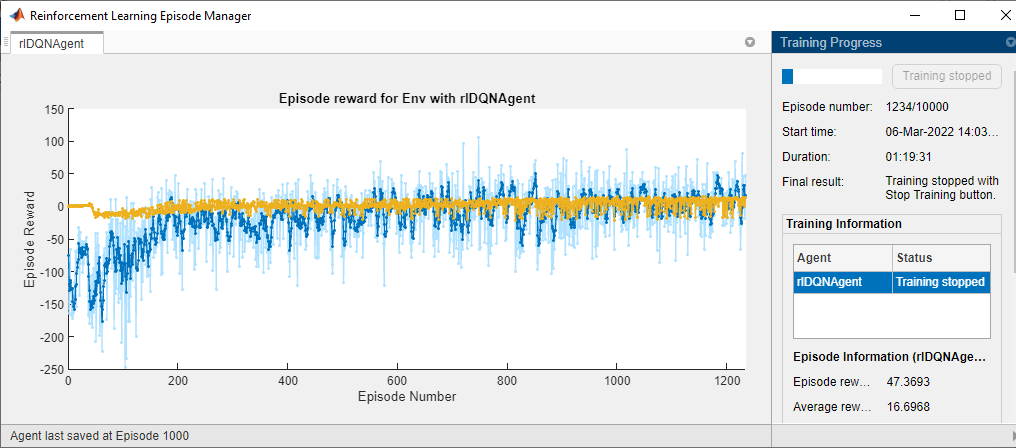 Reinforcement Learning Episode Manager
rlDQNAgent
Episode reward for Env with rlDQNAgent
150
100
50
0
-50
-100
-150
-200
-250
Episode Reward
0
200
400
600
800
1000
1200
Episode Number
Agent last saved at Episode 1000
Training Progress
Training stopped
Episode number: 1234/10000
Start time: 06-Mar-2022 14:03...
Duration: 01:19:31
Final result: Training stopped with
Stop Training button.
Training Information
Agent Status
rlDQNAgent Training stopped
Episode Information (rlDQNAge...
Episode rew... 47.3693
Average rew... 16.6968